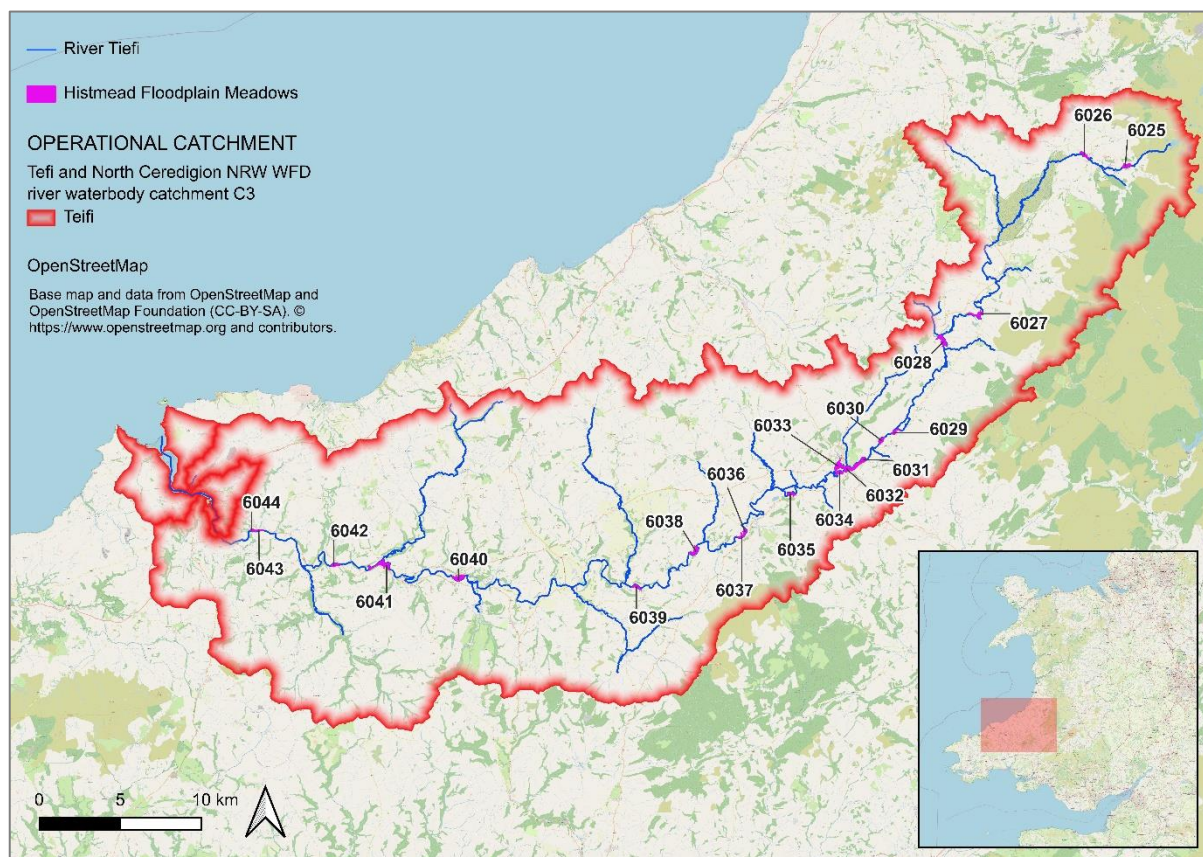 River Tiefi
Histmead Floodplain Meadows
OPERATIONAL CATCHMENT
Tefi and North Ceredigion NRW WFD
river waterbody catchment C3
Teifi
OpenStreetMap
Base map and data from OpenStreetMap and
OpenStreetMap Foundation (CC-BY-SA). ©
https://www.openstreetmap.org and contributors.
6026
6025
6027
6028
6030
6029
6033
6031
6036
6032
6034
6038
6035
6044
6042
6040
6037
6043
6041
6039
0 5 10 km